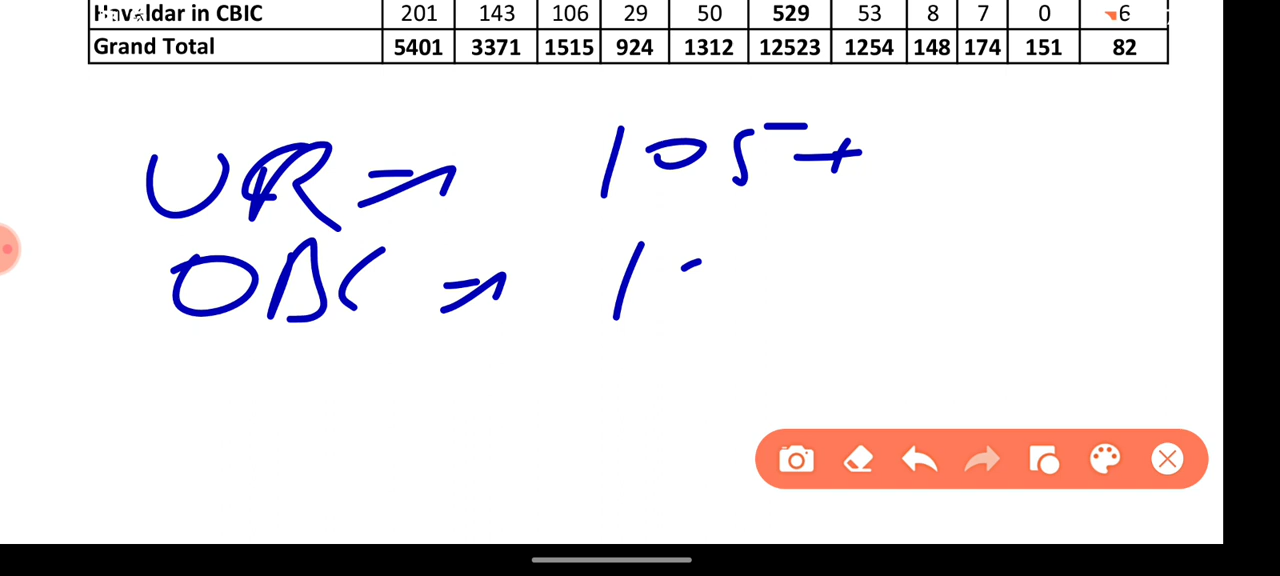 Havaldar in CBIC 201 143 106 29 50 529 53 8 7 0 6
Grand Total 5401 3371 1515 924 1312 12523 1254 148 174 151 82
UR = 105+
OBC = 1